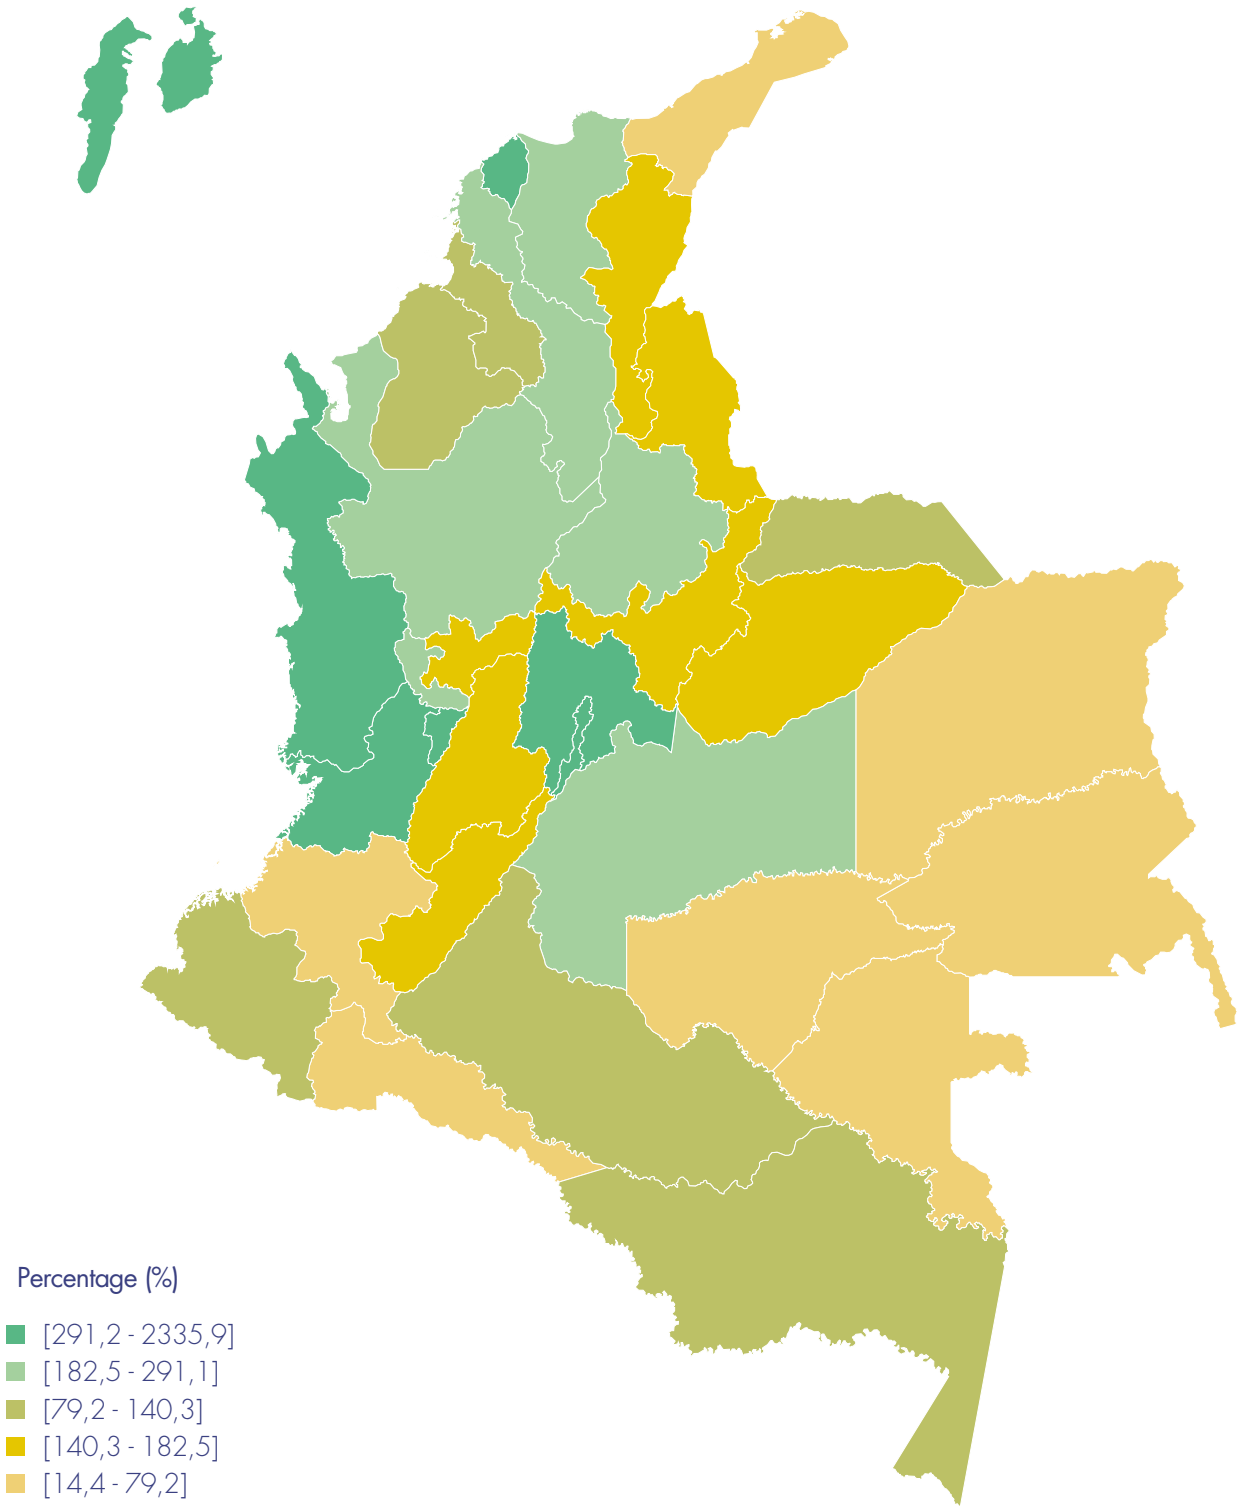 Percentage (%)
[291,2 - 2335,9]
[182,5 - 291,1]
[79,2 - 140,3]
[140,3 - 182,5]
[14,4 - 79,2]